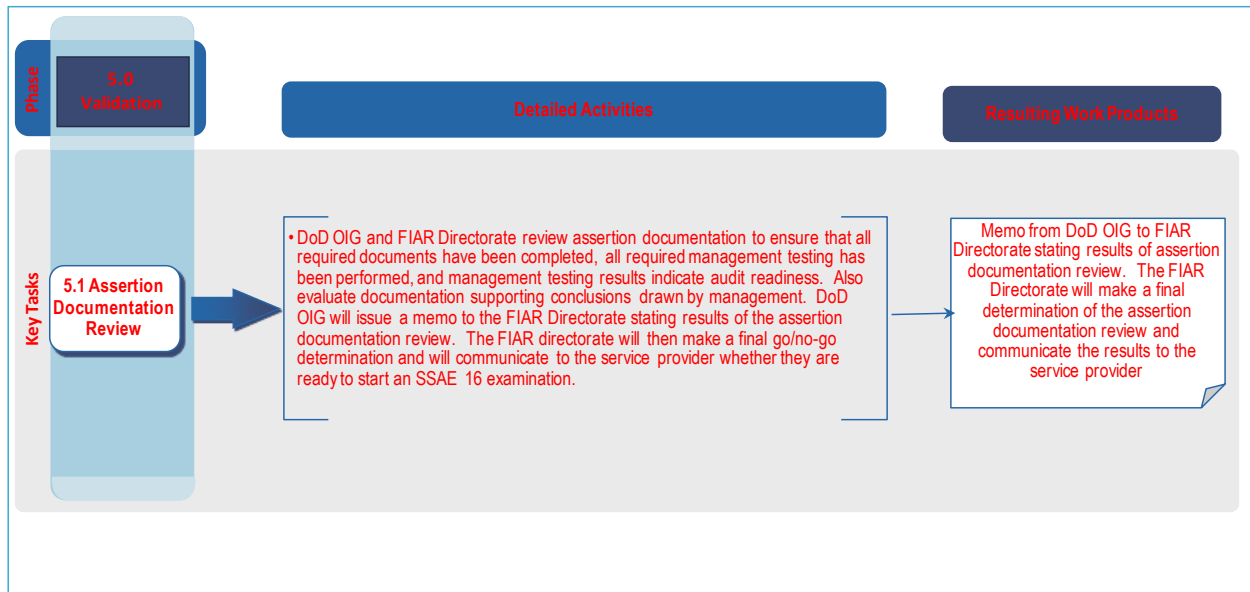 Phase
5.0
Validation
Detailed Activities
Resulting Work Products
Key Tasks
5.1 Assertion
Documentation
Review
• DoD OIG and FIAR Directorate review assertion documentation to ensure that all
required documents have been completed, all required management testing has
been performed, and management testing results indicate audit readiness. Also
evaluate documentation supporting conclusions drawn by management. DoD
OIG will issue a memo to the FIAR Directorate stating results of the assertion
documentation review. The FIAR directorate will then make a final go/no-go
determination and will communicate to the service provider whether they are
ready to start an SSAE 16 examination.
Memo from DoD OIG to FIAR
Directorate stating results of assertion
documentation review. The FIAR
Directorate will make a final
determination of the assertion
documentation review and
communicate the results to the
service provider